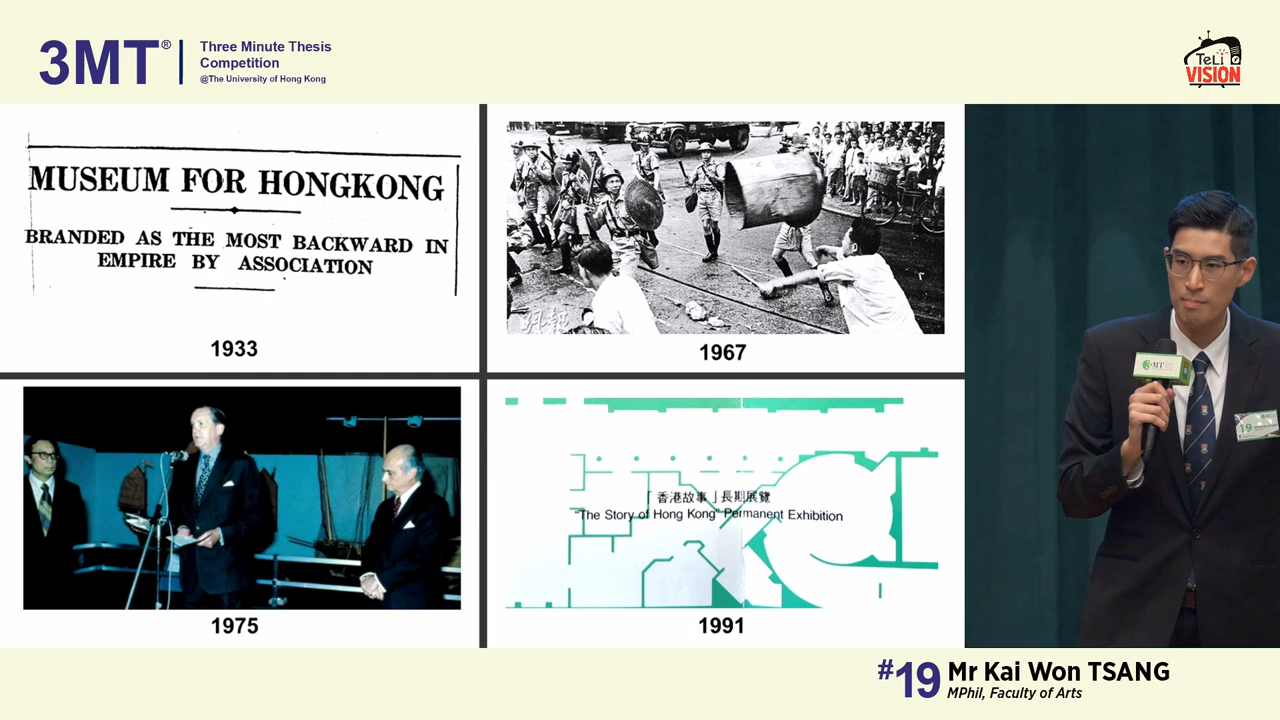 3MT®
Three Minute Thesis
Competition
@The University of Hong Kong
TeLi
VISION
MUSEUM FOR HONGKONG
BRANDED AS THE MOST BACKWARD IN
EMPIRE BY ASSOCIATION
1933
1967
1975
「香港故事」長期展覽
"The Story of Hong Kong" Permanent Exhibition
1991
3MT
19
#19 Mr Kai Won TSANG
MPhil, Faculty of Arts